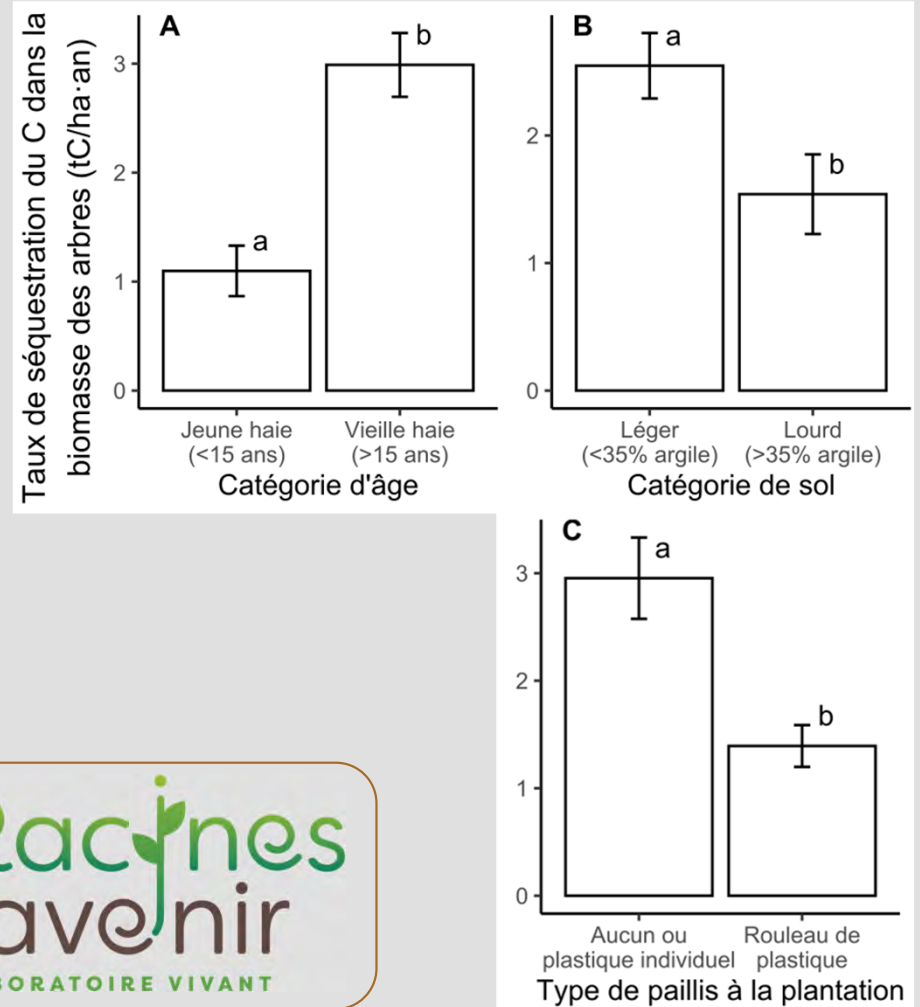 Taux de séquestration du C dans la
biomasse des arbres (tC/ha·an)
A
3
2
1
0
a
b
Jeune haie
(<15 ans)
Vieille haie
(>15 ans)
Catégorie d'âge
B
2
1
0
a
b
Léger
(<35% argile)
Lourd
(>35% argile)
Catégorie de sol
C
3
2
1
0
a
b
Aucun ou
plastique individuel
Rouleau de
plastique
Type de paillis à la plantation
acines
avenir
ORATOIRE VIVANT